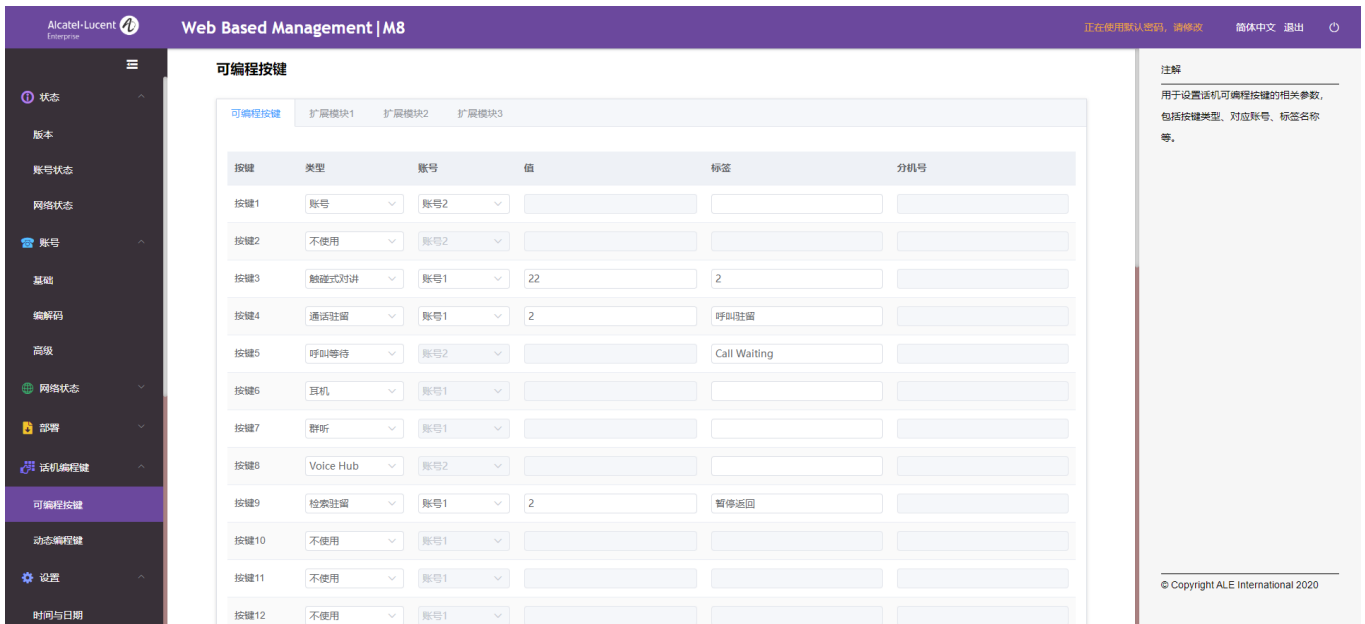 Alcatel·Lucent
Enterprise
Web Based Management | M8
正在使用默认密码，请修改 简体中文 退出
可编程按键
注解
用于设置话机可编程按键的相关参数，
包括按键类型、对应账号、标签名称
等。
状态
版本
账号状态
网络状态
账号
基础
编解码
高级
网络状态
部署
话机编程键
可编程按键
动态编程键
设置
时间与日期
可编程按键 扩展模块1 扩展模块2 扩展模块3
按键 类型 账号 值 标签 分机号
按键1 账号 账号2
按键2 不使用 账号2
按键3 触碰式对讲 账号1 22 2
按键4 通话驻留 账号1 2 呼叫驻留
按键5 呼叫等待 账号2 Call Waiting
按键6 耳机 账号1
按键7 群听 账号1
按键8 Voice Hub 账号2
按键9 检索驻留 账号1 2 暂停返回
按键10 不使用 账号1
按键11 不使用 账号1
按键12 不使用 账号1
© Copyright ALE International 2020